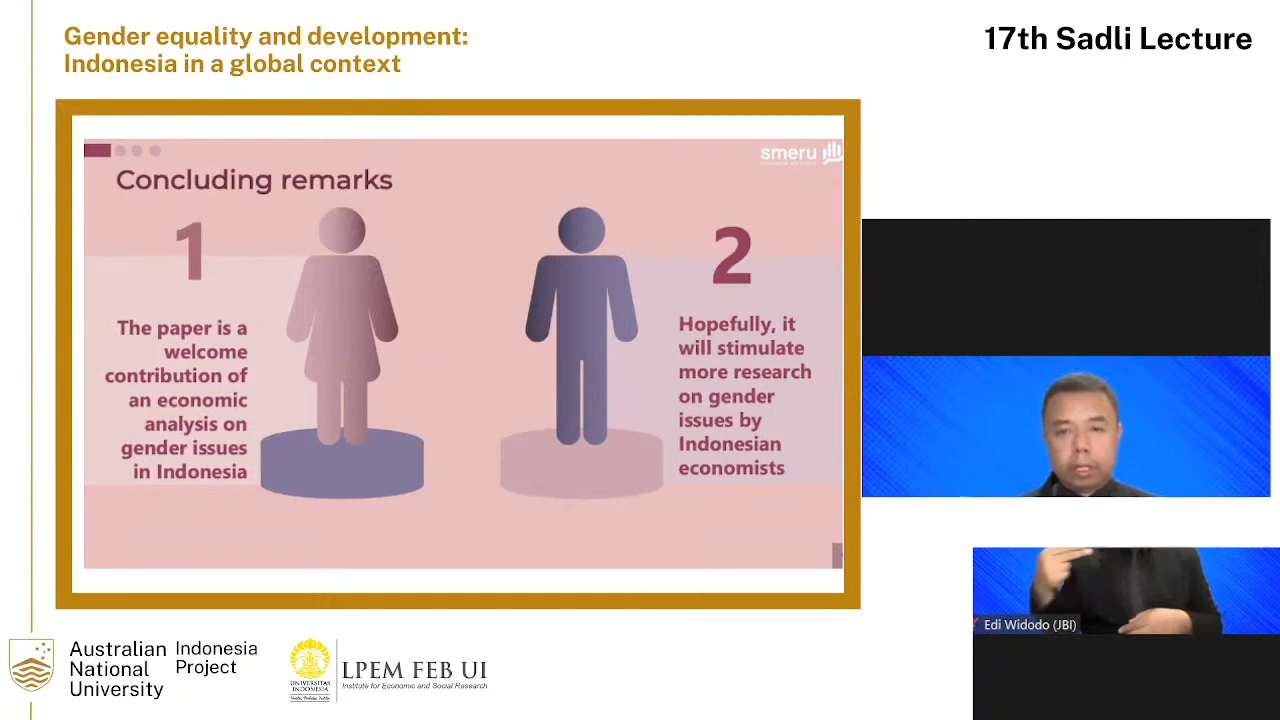 Gender equality and development:
Indonesia in a global context
17th Sadli Lecture
smeru
Concluding remarks
1
The paper is a
welcome
contribution of
an economic
analysis on
gender issues
in Indonesia
2
Hopefully, it
will stimulate
more research
on gender
issues by
Indonesian
economists
Edi Widodo (JBI)
Australian
National
University
Indonesia
Project
UNIVERSITAS
INDONESIA
LPEM FEB UI
Institute for Economic and Social Research